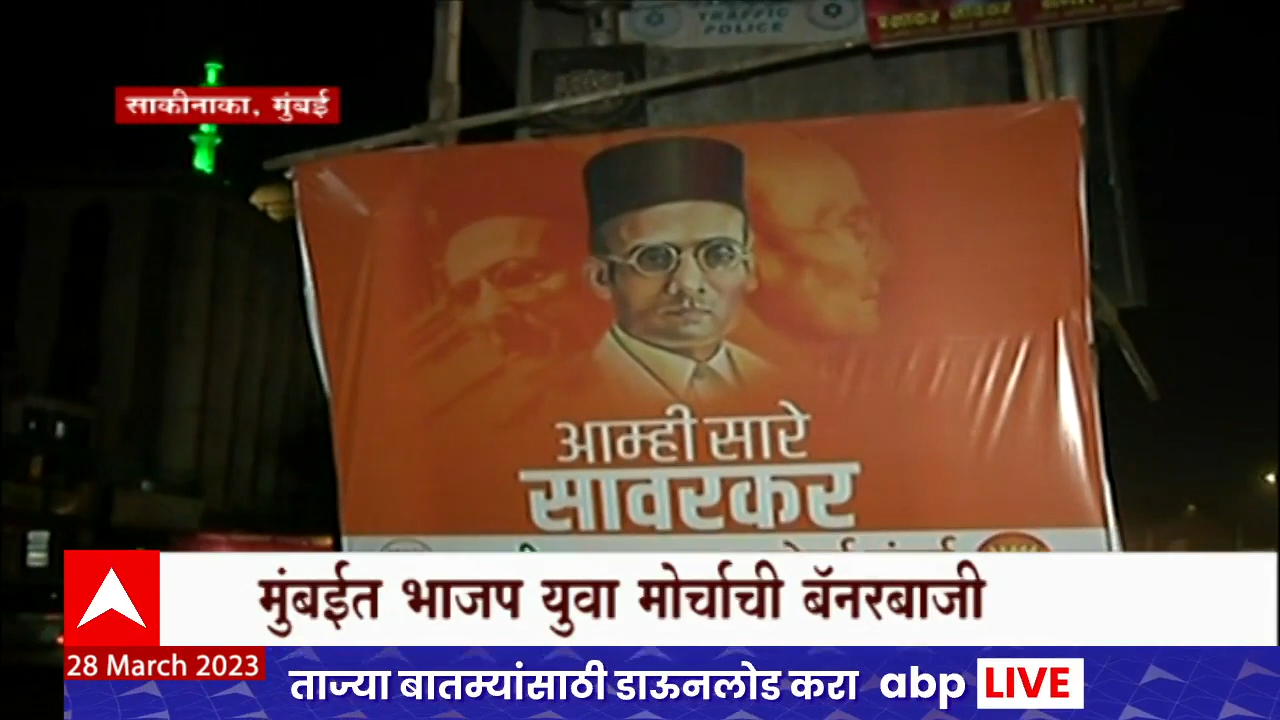 TRAFFIC
POLICE
साकीनाका, मुंबई
आम्ही सारे
सावरकर
मुंबईत भाजप युवा मोर्चाची बॅनरबाजी
28 March 2023
ताज्या बातम्यांसाठी डाऊनलोड करा abp LIVE